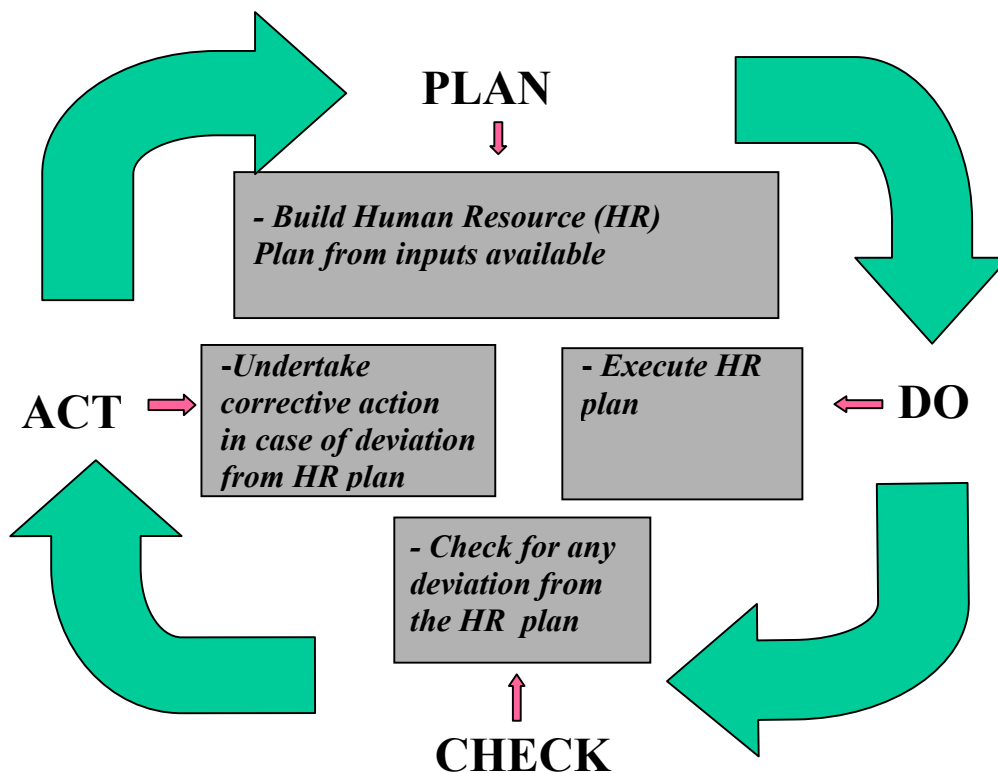 PLAN
- Build Human Resource (HR)
Plan from inputs available
ACT
-Undertake
corrective action
in case of deviation
from HR plan
- Execute HR
plan
DO
- Check for any
deviation from
the HR plan
CHECK